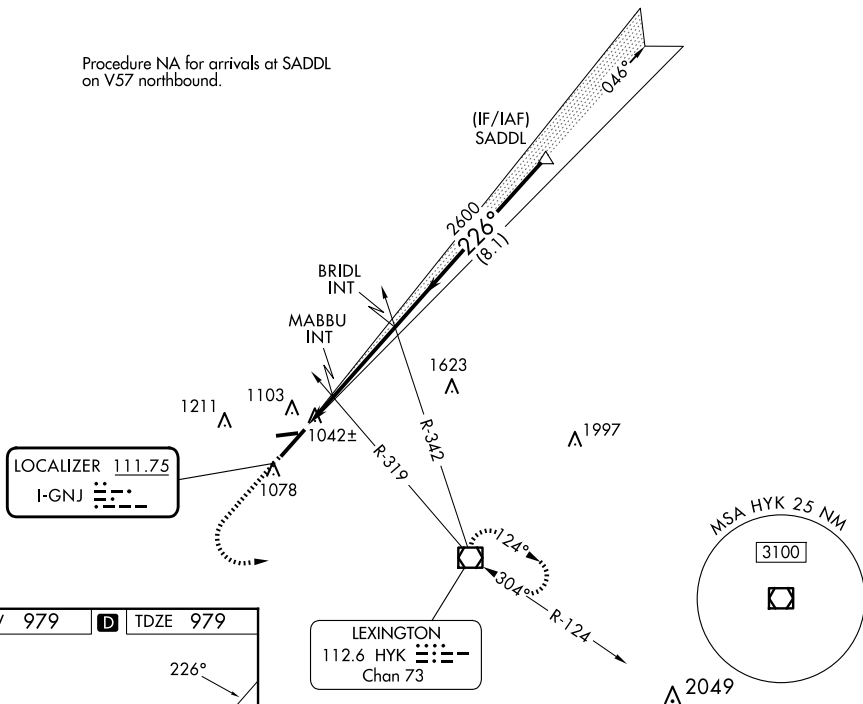 Procedure NA for arrivals at SADDL
on V57 northbound.
046°
(IF/IAF)
SADDL
2600
226°
(8.1)
BRIDL
INT
MABBU
INT
1623
1103
1211
1042±
1997
R-342
R-319
LOCALIZER 111.75
I-GNJ
1078
MSA HYK 25 NM
3100
124°
304°
R-124
LEXINGTON
112.6 HYK
Chan 73
979
D
TDZE 979
226°
2049